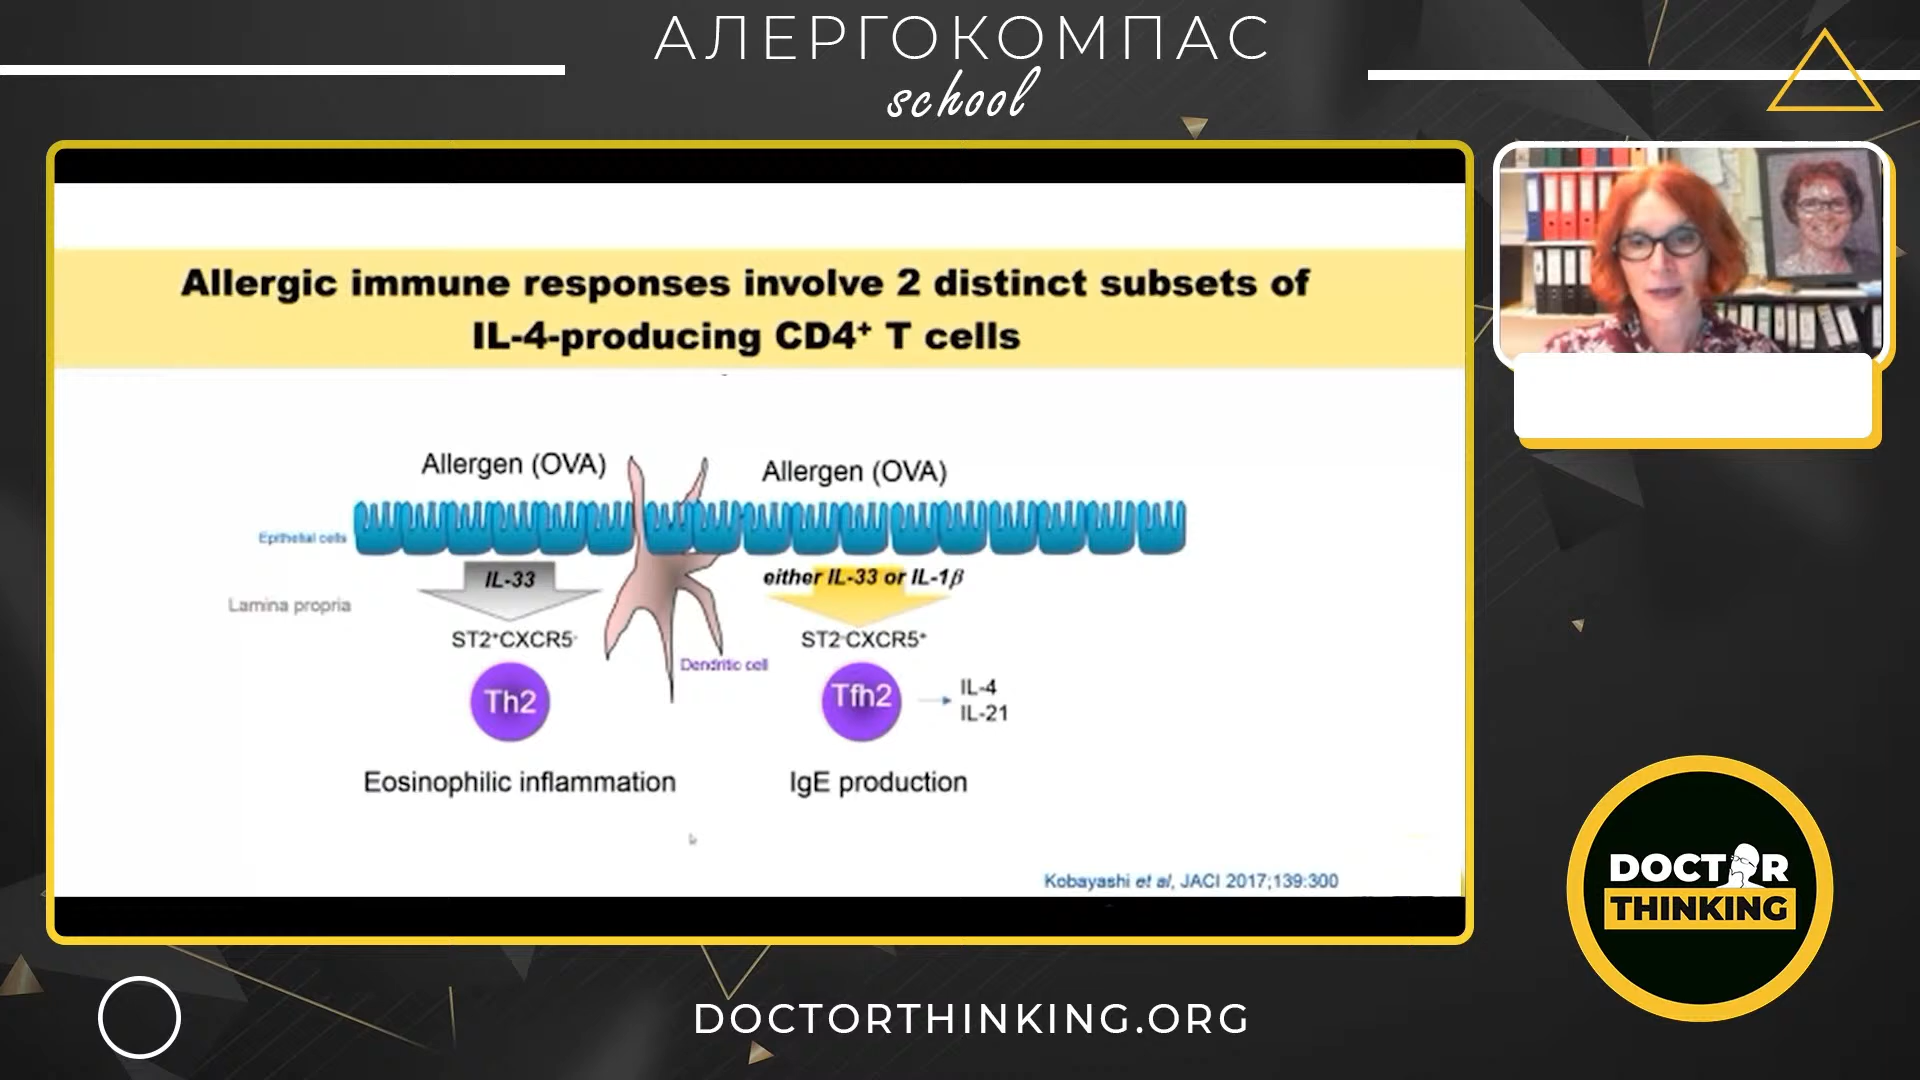 АЛЕРГОКОМПАС
school
Allergic immune responses involve 2 distinct subsets of
IL-4-producing CD4⁺ T cells
Allergen (OVA)
Allergen (OVA)
Epithelial cells
IL-33
either IL-33 or IL-1β
Lamina propria
ST2⁺CXCR5⁻
ST2⁻CXCR5⁺
Dendritic cell
Th2
Tfh2
IL-4
IL-21
Eosinophilic inflammation
IgE production
Kobayashi et al, JACI 2017;139:300
DOCTOR
THINKING
DOCTORTHINKING.ORG